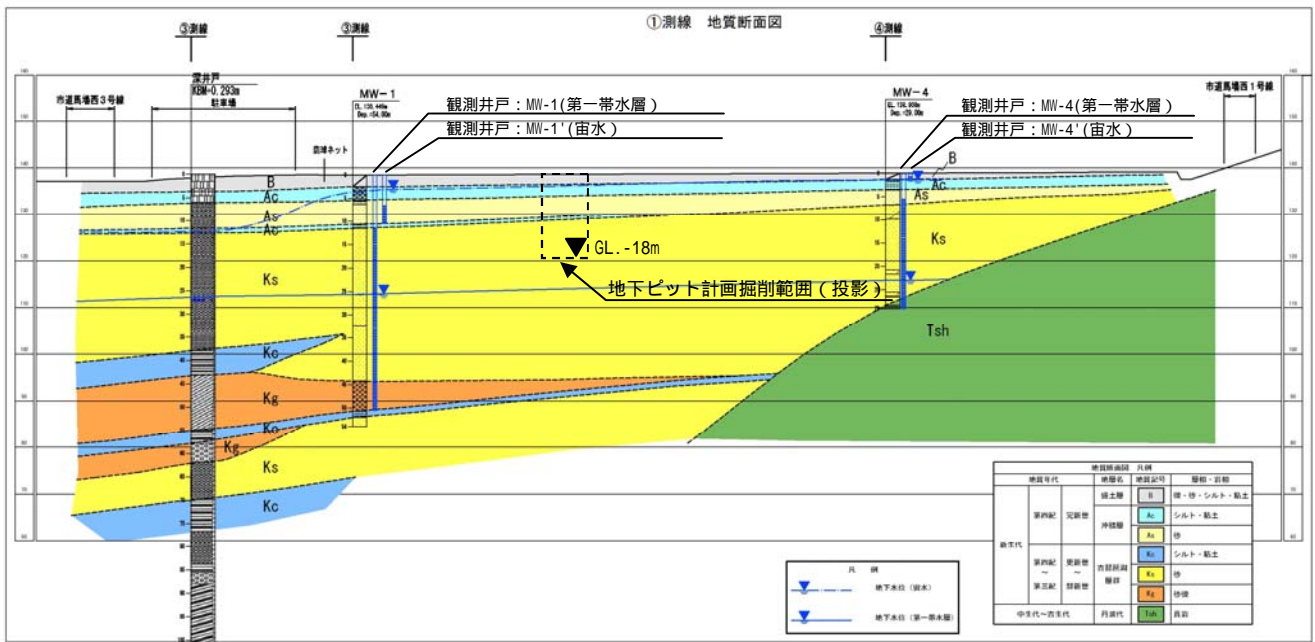 ①測線 地質断面図
③測線
③測線
④測線
深井戸
KBM=0.293m
駐車場
市道馬場西3号線
防球ネット
MW-1
Dep.=54.00m
観測井戸：MW-1(第一帯水層)
観測井戸：MW-1'(宙水)
MW-4
Dep.=29.00m
観測井戸：MW-4(第一帯水層)
観測井戸：MW-4'(宙水)
市道馬場西1号線
B
Ac
As
Ac
Ks
Kc
Kg
Kc
Kg
Ks
Kc
B
Ac
As
Ks
Tsh
GL.-18m
地下ピット計画掘削範囲（投影）
凡 例
地下水位（宙水）
地下水位（第一帯水層）
地質断面図 凡例
地質年代 地層名 地質記号 層相・岩相
新生代 第四紀 完新世 盛土層 B 礫・砂・シルト・粘土
沖積層 Ac シルト・粘土
As 砂
第四紀～第三紀 更新世～鮮新世 古琵琶湖層群 Kc シルト・粘土
Ks 砂
Kg 砂礫
中生代～古生代 丹波代 Tsh 頁岩